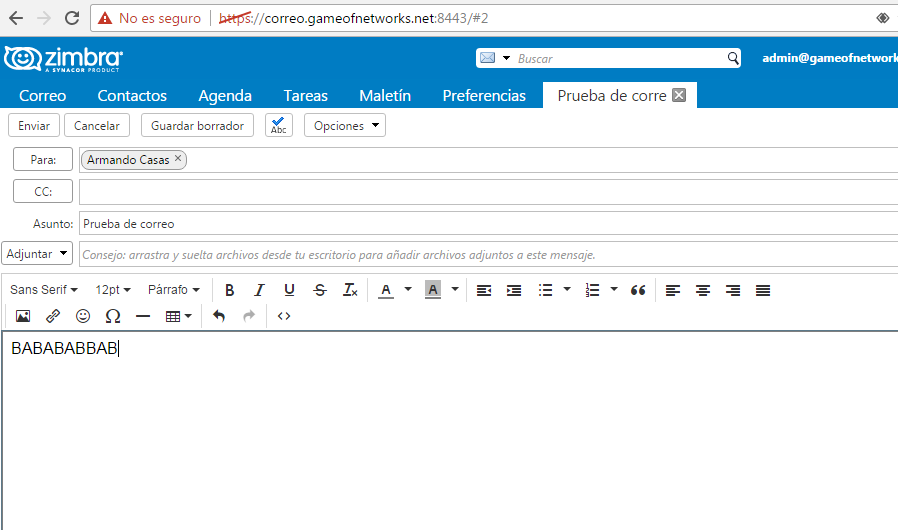 No es seguro | https://correo.gameofnetworks.net:8443/#2
zimbra
A SYNACOR PRODUCT
Buscar
admin@gameofnetwork
Correo Contactos Agenda Tareas Maletín Preferencias Prueba de corre
Enviar Cancelar Guardar borrador Abc Opciones
Para: Armando Casas
CC:
Asunto: Prueba de correo
Adjuntar Consejo: arrastra y suelta archivos desde tu escritorio para añadir archivos adjuntos a este mensaje.
Sans Serif 12pt Párrafo B I U S Tx A A
Ω
BABABABBAB